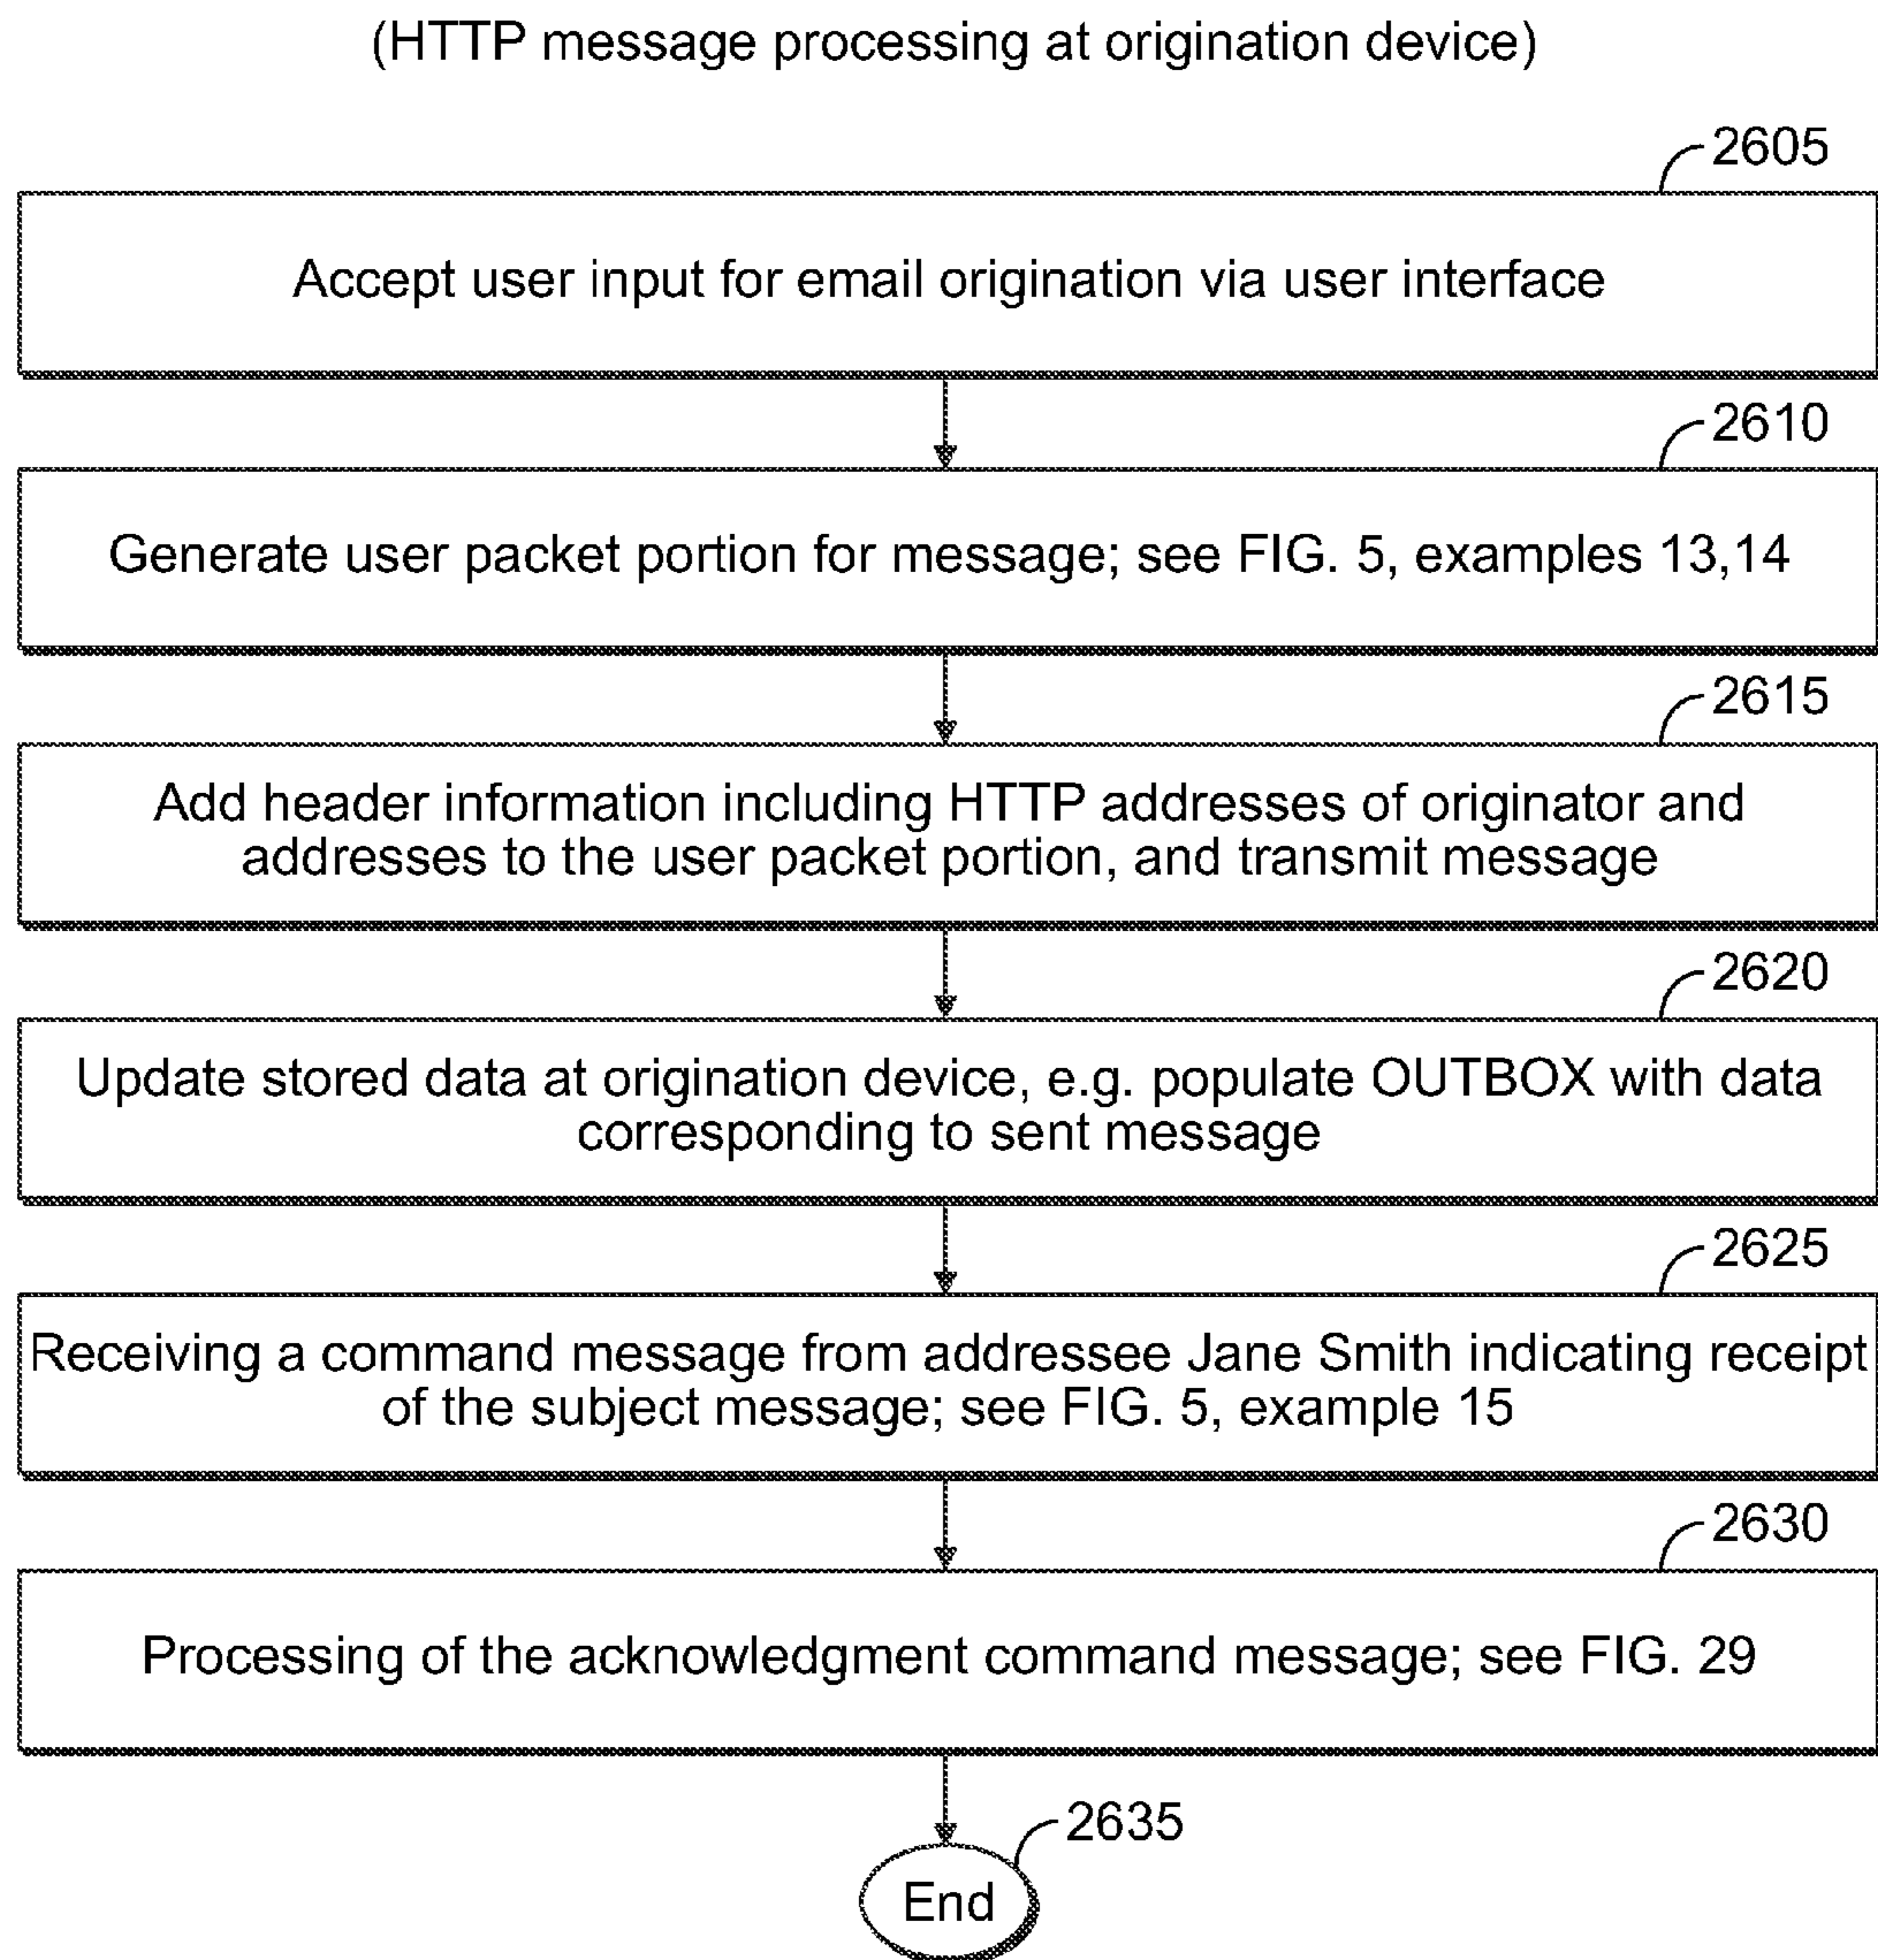 (HTTP message processing at origination device)
2605
Accept user input for email origination via user interface
2610
Generate user packet portion for message; see FIG. 5, examples 13,14
2615
Add header information including HTTP addresses of originator and
addresses to the user packet portion, and transmit message
2620
Update stored data at origination device, e.g. populate OUTBOX with data
corresponding to sent message
2625
Receiving a command message from addressee Jane Smith indicating receipt
of the subject message; see FIG. 5, example 15
2630
Processing of the acknowledgment command message; see FIG. 29
2635
End